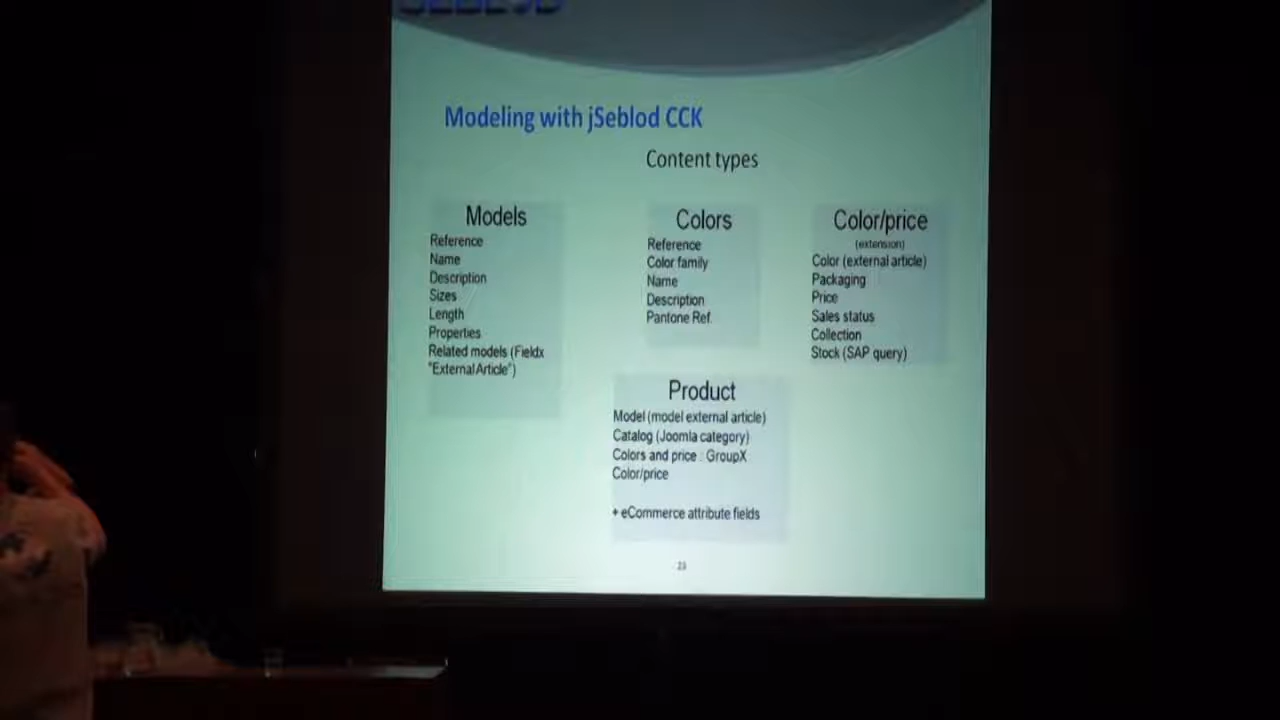 SEBLOD
Modeling with jSeblod CCK
Content types
Models
Reference
Name
Description
Sizes
Length
Properties
Related models (Fieldx
"External Article")
Colors
Reference
Color family
Name
Description
Pantone Ref.
Color/price
(extension)
Color (external article)
Packaging
Price
Sales status
Collection
Stock (SAP query)
Product
Model (model external article)
Catalog (Joomla category)
Colors and price : GroupX
Color/price
+ eCommerce attribute fields
23